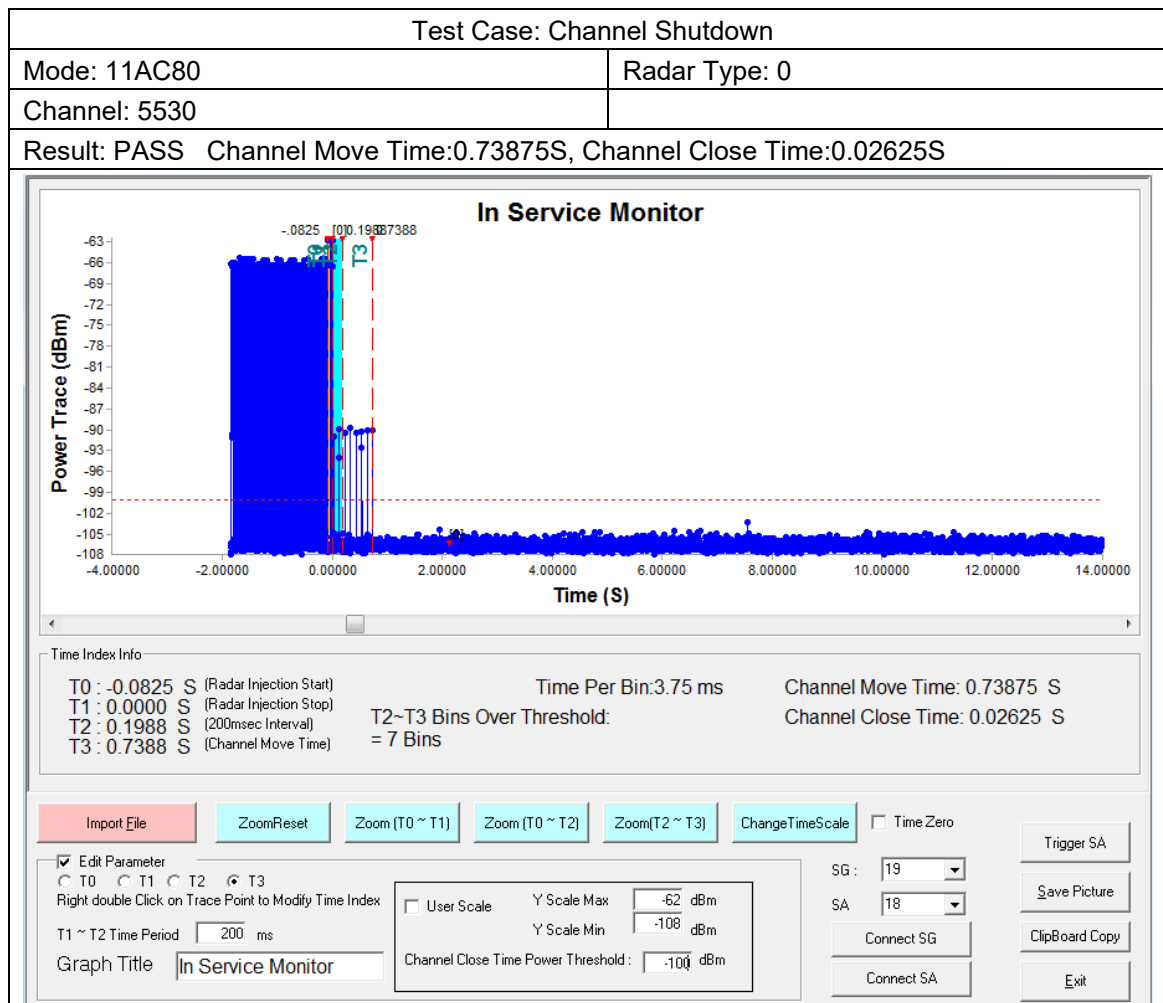 Test Case: Channel Shutdown
Mode: 11AC80 Radar Type: 0
Channel: 5530
Result: PASS Channel Move Time:0.73875S, Channel Close Time:0.02625S
In Service Monitor
-.0825 [0]
T3
-63
-66
-69
-72
-75
-78
-81
-84
-87
-90
-93
-96
-99
-102
-105
-108
Power Trace (dBm)
-4.00000 -2.00000 0.00000 2.00000 4.00000 6.00000 8.00000 10.00000 12.00000 14.00000
Time (S)
Time Index Info
T0 : -0.0825 S (Radar Injection Start)
T1 : 0.0000 S (Radar Injection Stop)
T2 : 0.1988 S (200msec Interval)
T3 : 0.7388 S (Channel Move Time)
Time Per Bin:3.75 ms
T2~T3 Bins Over Threshold:
= 7 Bins
Channel Move Time: 0.73875 S
Channel Close Time: 0.02625 S
Import File ZoomReset Zoom (T0 ~ T1) Zoom (T0 ~ T2) Zoom(T2 ~ T3) ChangeTimeScale Time Zero
Edit Parameter
T0 T1 T2 T3
Right double Click on Trace Point to Modify Time Index
T1 ~ T2 Time Period 200 ms
Graph Title In Service Monitor
User Scale Y Scale Max -62 dBm
Y Scale Min -108 dBm
Channel Close Time Power Threshold : -100 dBm
SG : 19
SA 18
Connect SG
Connect SA
Trigger SA
Save Picture
ClipBoard Copy
Exit